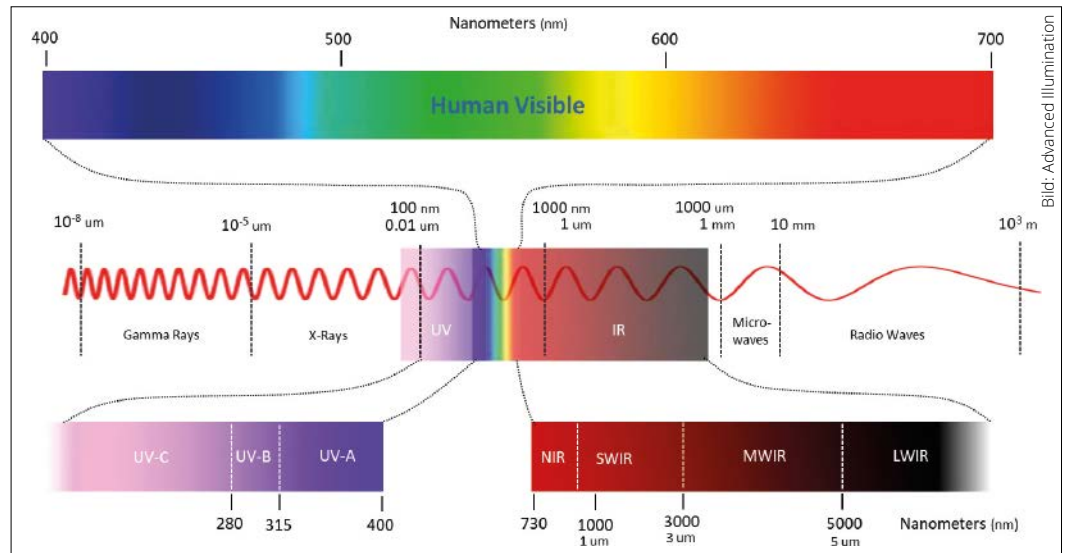 Nanometers (nm)
400 500 600 700
Human Visible
Bild: Advanced Illumination
10⁻⁸ um 10⁻⁵ um 100 nm 1000 nm 1000 um 10 mm 10³ m
0.01 um 1 um 1 mm
Gamma Rays X-Rays UV IR Micro- Radio Waves
waves
UV-C UV-B UV-A NIR SWIR MWIR LWIR
280 315 400 730 1000 3000 5000 Nanometers (nm)
1 um 3 um 5 um